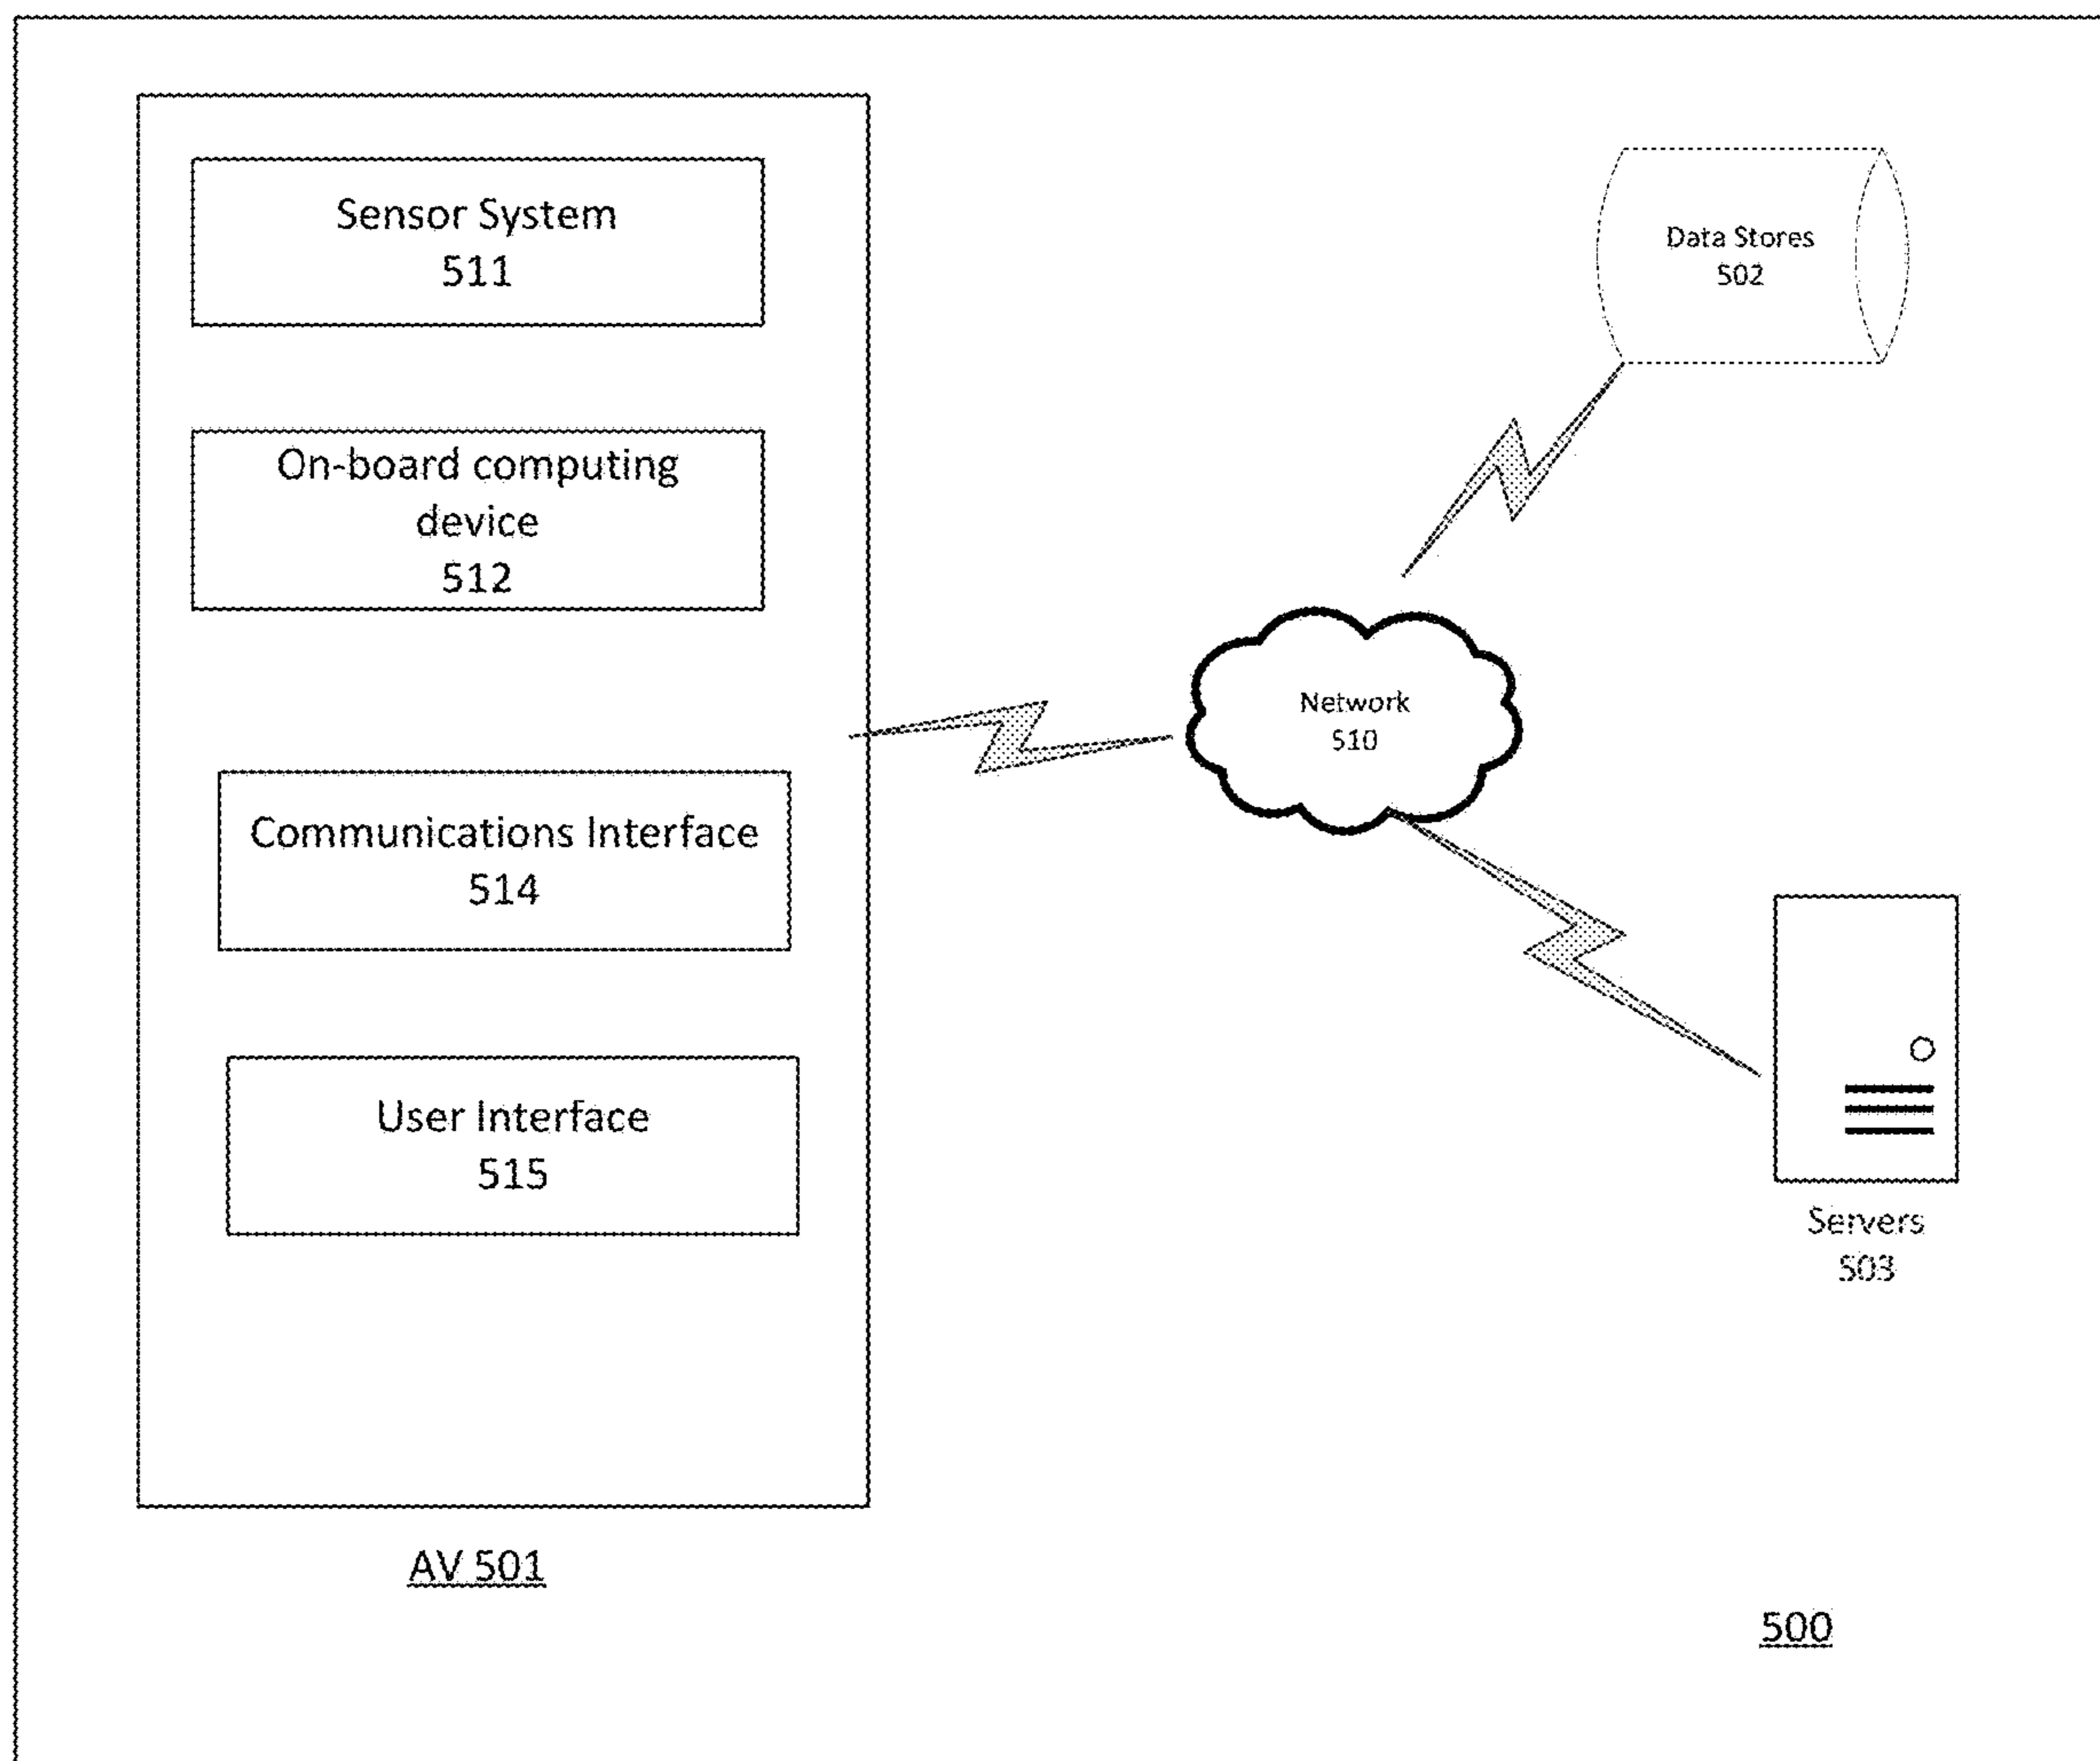 Sensor System
511
On-board computing
device
512
Communications Interface
514
User Interface
515
AV 501
Data Stores
502
Network
510
Servers
503
500